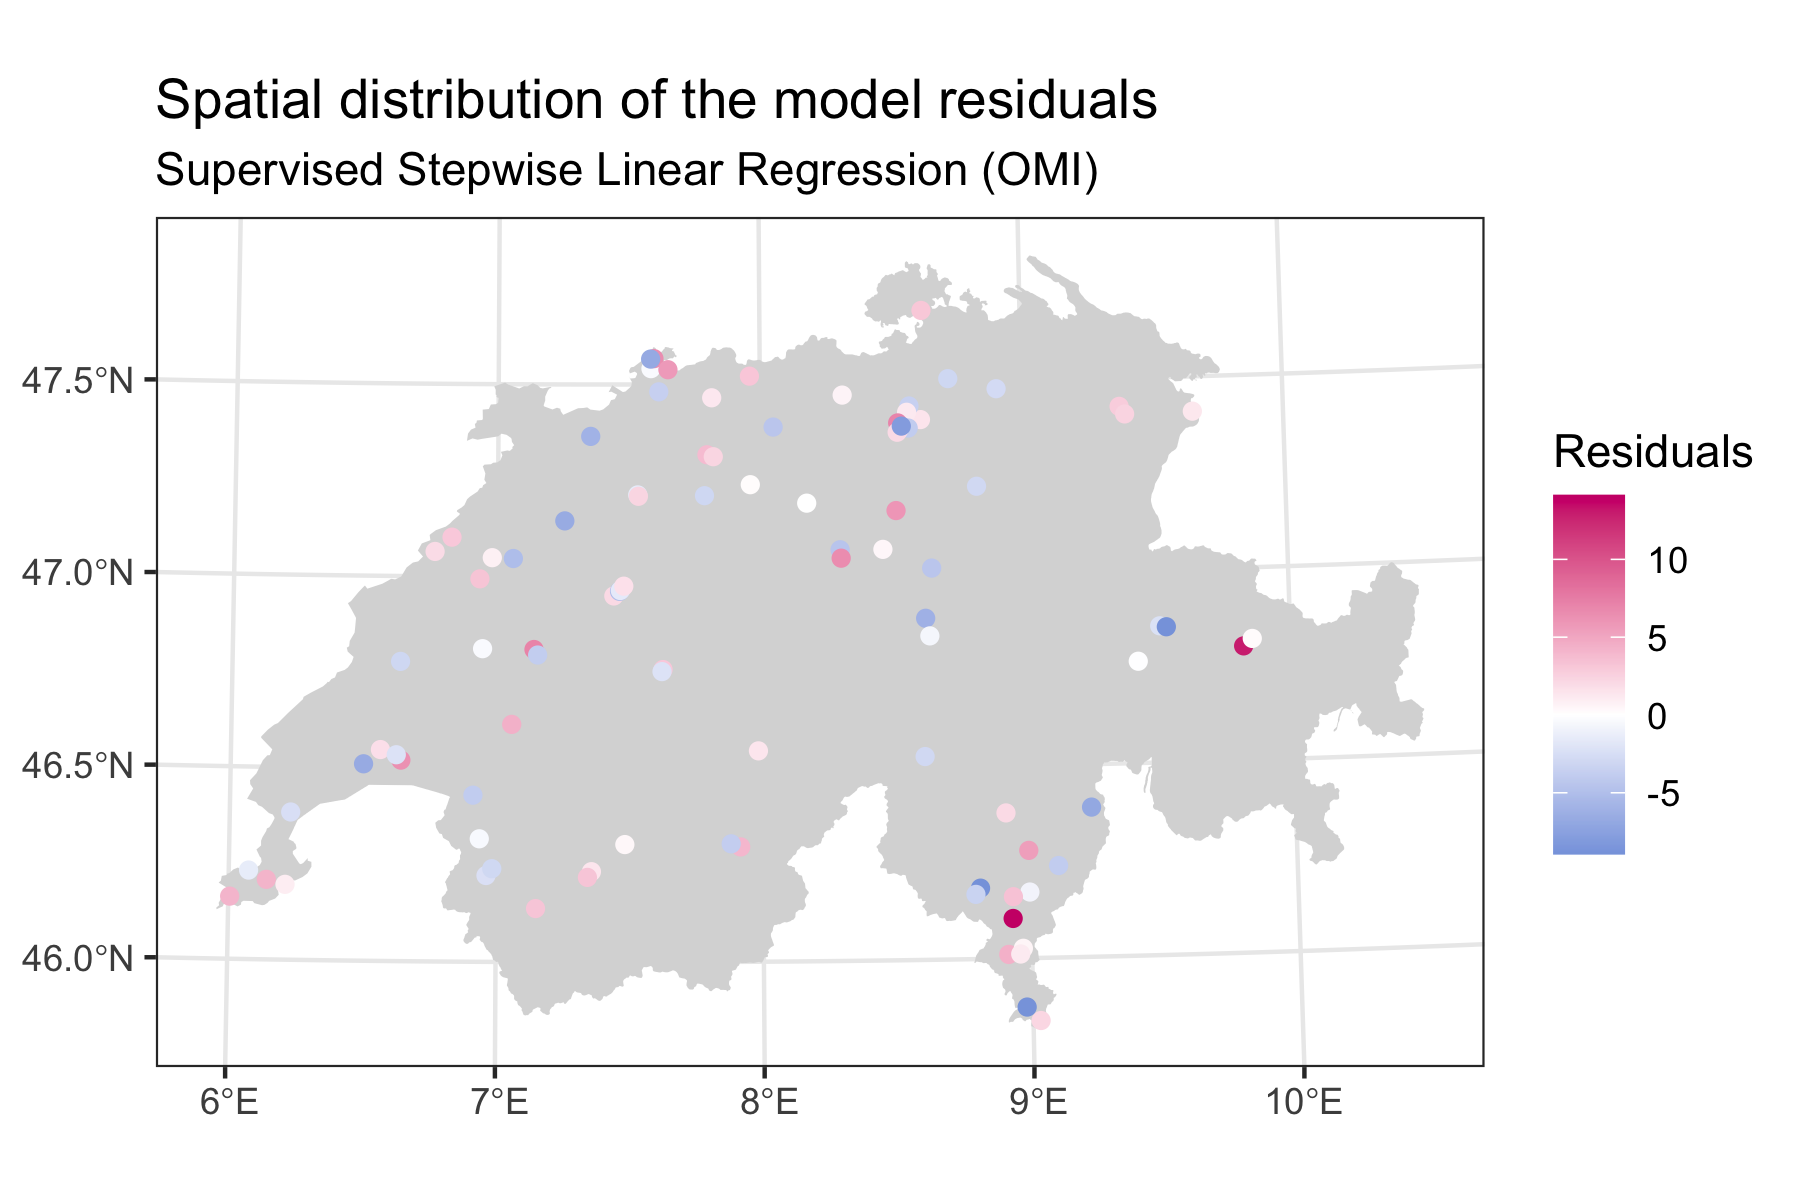 Spatial distribution of the model residuals
Supervised Stepwise Linear Regression (OMI)
47.5°N
47.0°N
46.5°N
46.0°N
6°E
7°E
8°E
9°E
10°E
Residuals
10
5
0
-5